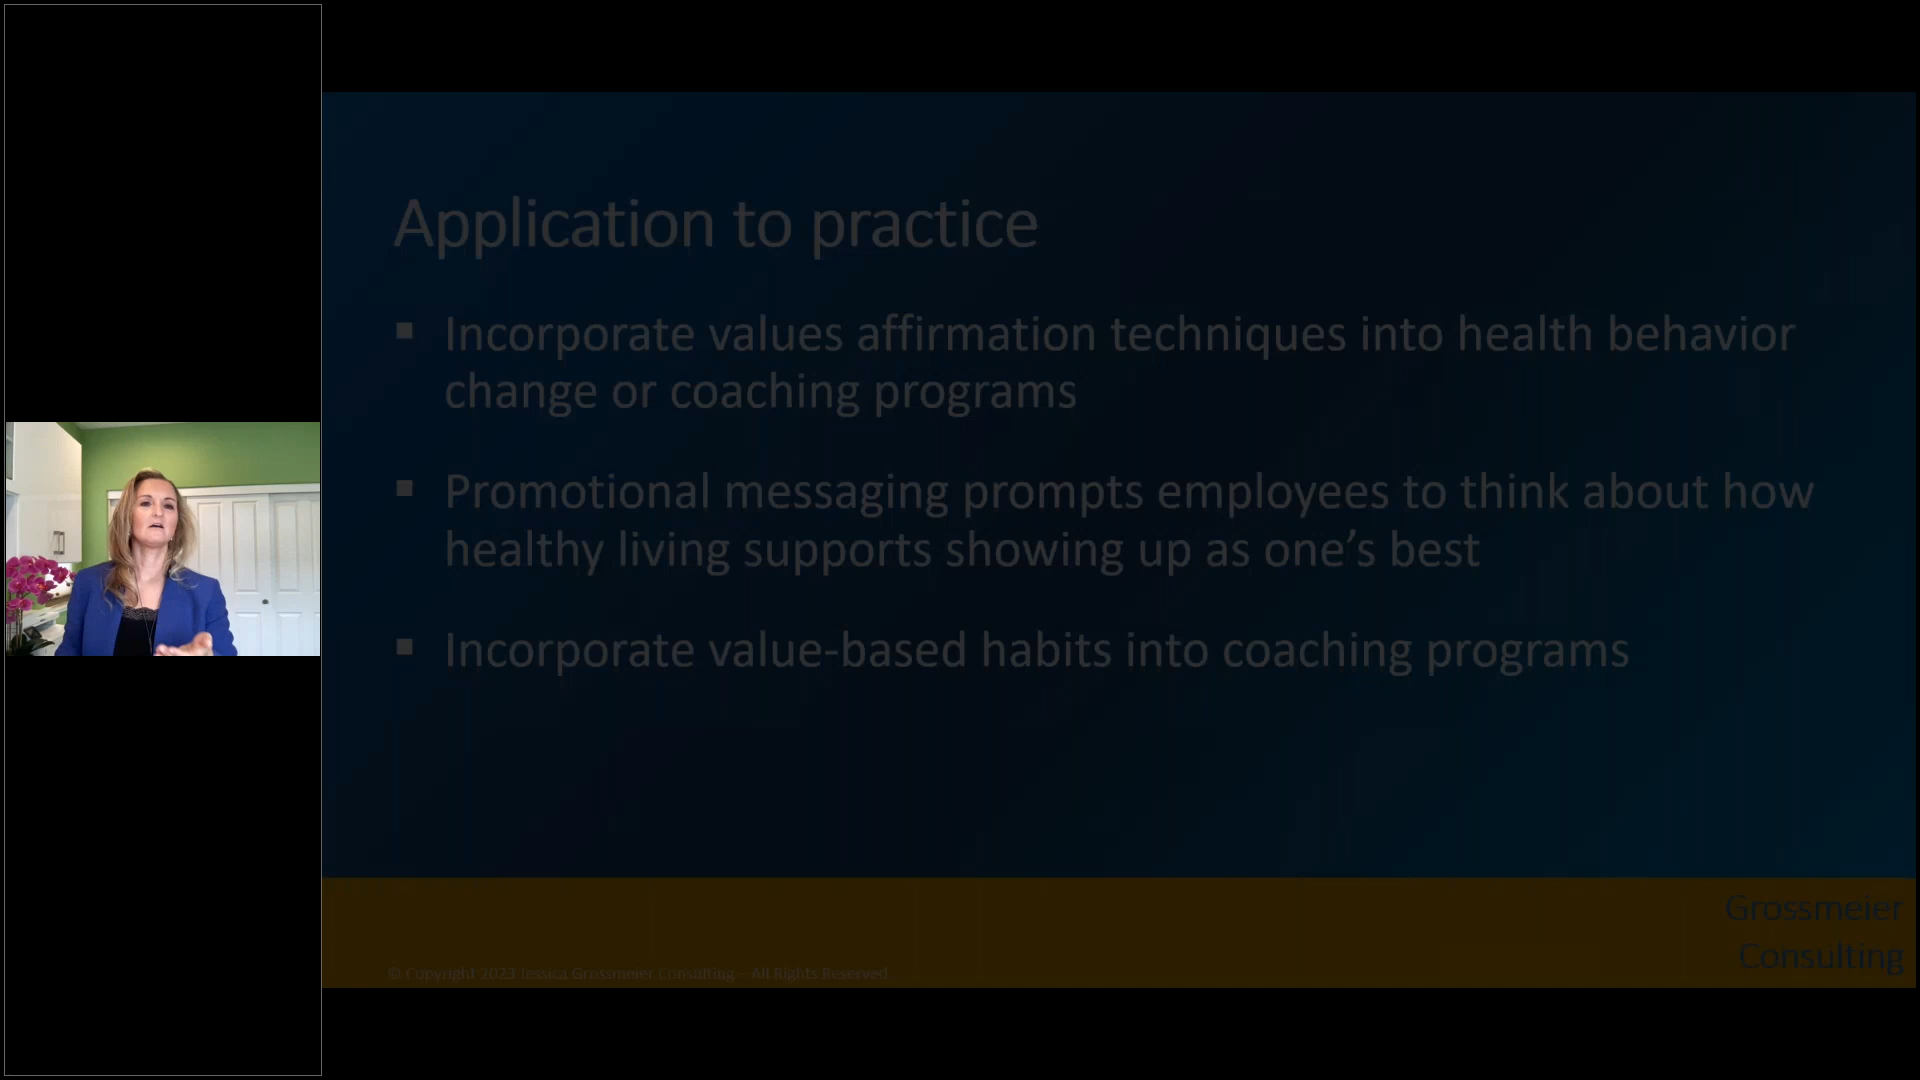 Application to practice
▪ Incorporate values affirmation techniques into health behavior
change or coaching programs
▪ Promotional messaging prompts employees to think about how
healthy living supports showing up as one’s best
▪ Incorporate value-based habits into coaching programs
Grossmeier
Consulting
© Copyright 2023 Jessica Grossmeier Consulting – All Rights Reserved